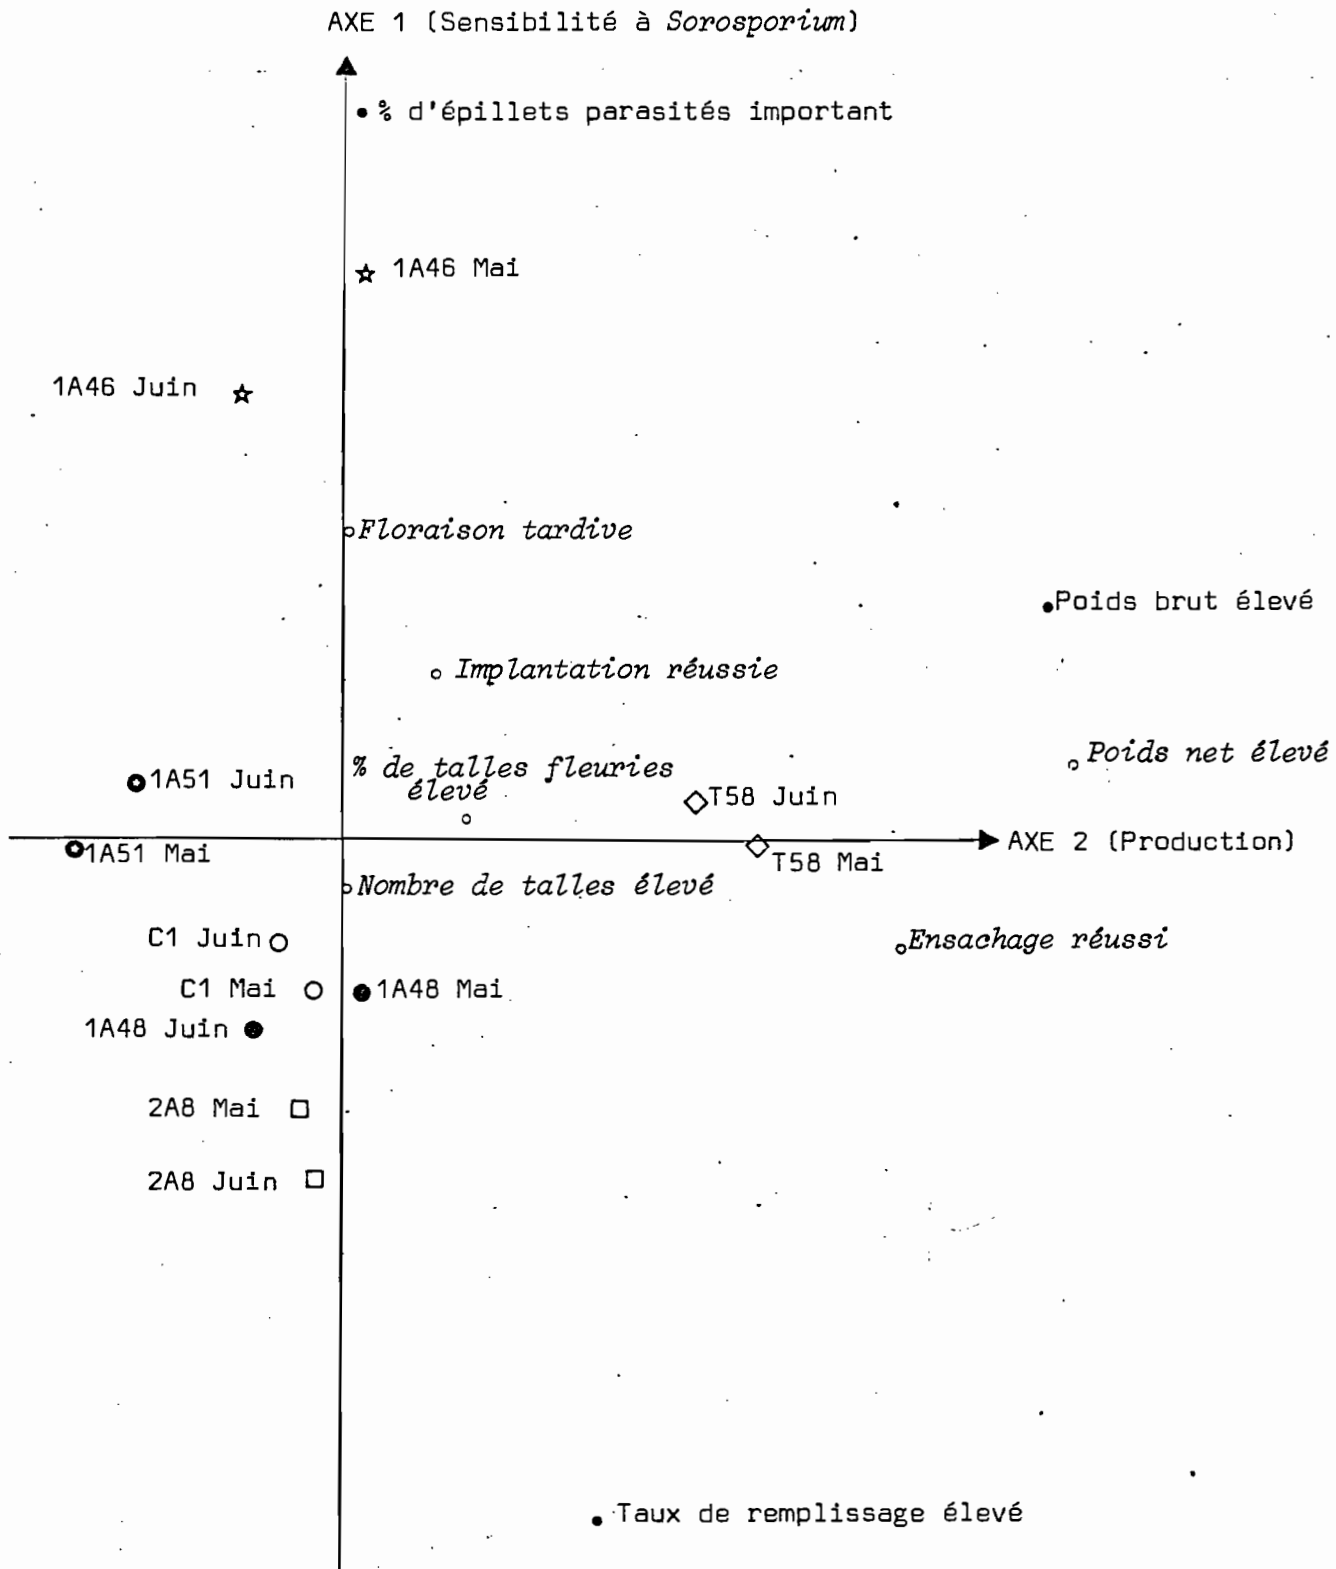 AXE 1 (Sensibilité à Sorosporium)
% d'épillets parasités important
1A46 Mai
1A46 Juin
Floraison tardive
Poids brut élevé
Implantation réussie
Poids net élevé
% de talles fleuries
élevé
1A51 Juin
T58 Juin
AXE 2 (Production)
1A51 Mai
T58 Mai
Nombre de talles élevé
C1 Juin
Ensachage réussi
C1 Mai
1A48 Mai
1A48 Juin
2A8 Mai
2A8 Juin
Taux de remplissage élevé